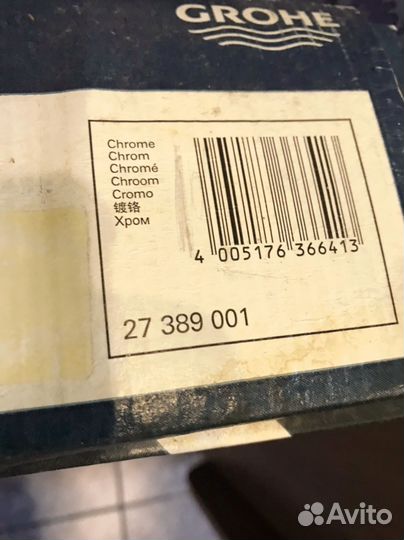 GROHE
Chrome
Chrom
Chromé
Chroom
Cromo
镀铬
Хром
4 005176 366413
27 389 001
Avito